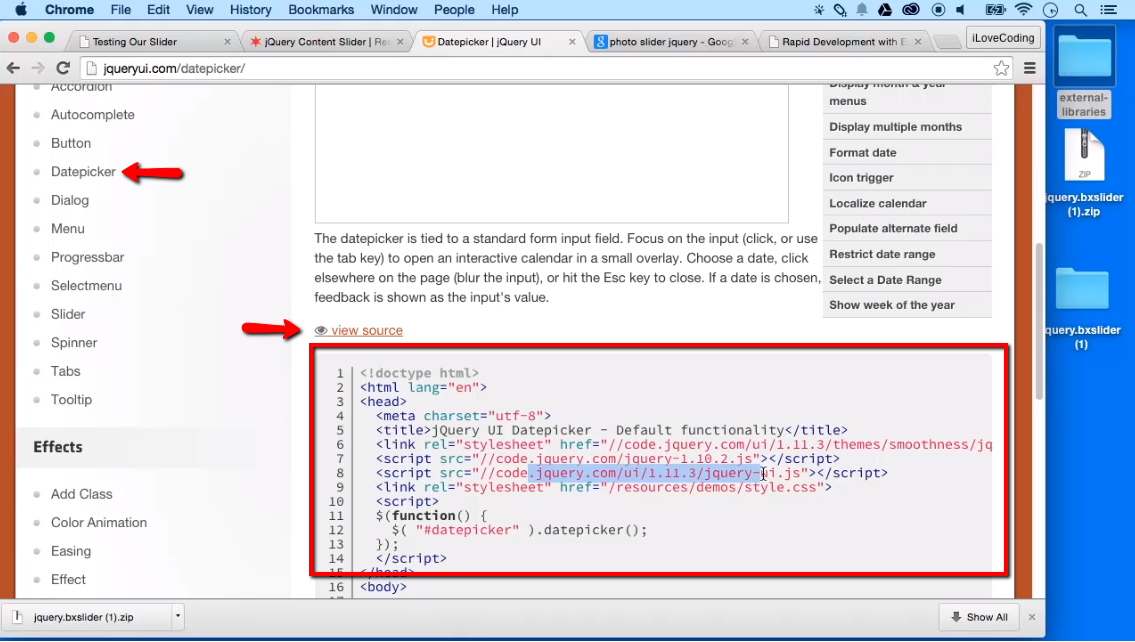 Chrome File Edit View History Bookmarks Window People Help
Testing Our Slider
jQuery Content Slider | Res
Datepicker | jQuery UI
photo slider jquery - Goog
Rapid Development with E
iLoveCoding
jqueryui.com/datepicker/
Accordion
Autocomplete
Button
Datepicker
Dialog
Menu
Progressbar
Selectmenu
Slider
Spinner
Tabs
Tooltip
Effects
Add Class
Color Animation
Easing
Effect
The datepicker is tied to a standard form input field. Focus on the input (click, or use
the tab key) to open an interactive calendar in a small overlay. Choose a date, click
elsewhere on the page (blur the input), or hit the Esc key to close. If a date is chosen,
feedback is shown as the input's value.
view source
1 <!doctype html>
2 <html lang="en">
3 <head>
4 <meta charset="utf-8">
5 <title>jQuery UI Datepicker - Default functionality</title>
6 <link rel="stylesheet" href="//code.jquery.com/ui/1.11.3/themes/smoothness/jq
7 <script src="//code.jquery.com/jquery-1.10.2.js"></script>
8 <script src="//code.jquery.com/ui/1.11.3/jquery-ui.js"></script>
9 <link rel="stylesheet" href="/resources/demos/style.css">
10 <script>
11 $(function() {
12 $( "#datepicker" ).datepicker();
13 });
14 </script>
15 </head>
16 <body>
Display month & year
menus
Display multiple months
Format date
Icon trigger
Localize calendar
Populate alternate field
Restrict date range
Select a Date Range
Show week of the year
external-
libraries
ZIP
jquery.bxslider
(1).zip
jquery.bxslider
(1)
jquery.bxslider (1).zip
Show All